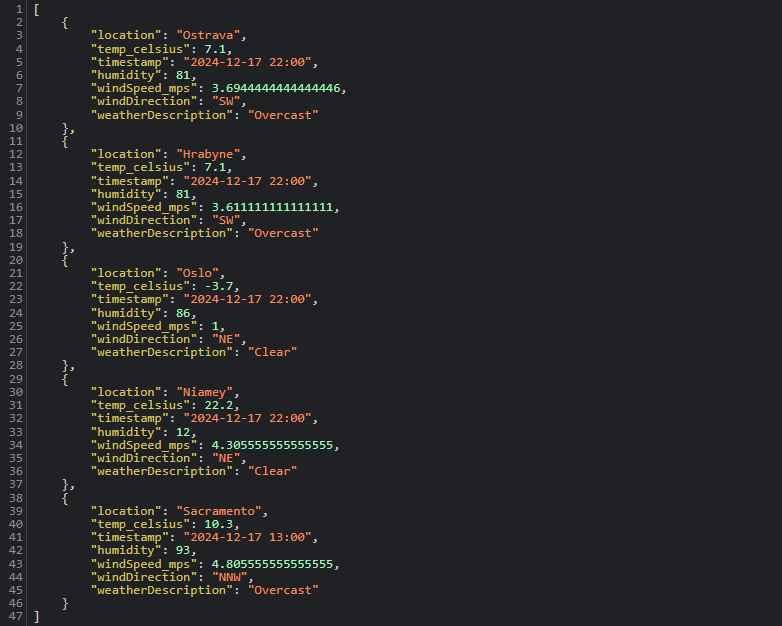 1 [
2     {
3         "location": "Ostrava",
4         "temp_celsius": 7.1,
5         "timestamp": "2024-12-17 22:00",
6         "humidity": 81,
7         "windSpeed_mps": 3.6944444444444446,
8         "windDirection": "SW",
9         "weatherDescription": "Overcast"
10     },
11     {
12         "location": "Hrabyne",
13         "temp_celsius": 7.1,
14         "timestamp": "2024-12-17 22:00",
15         "humidity": 81,
16         "windSpeed_mps": 3.611111111111111,
17         "windDirection": "SW",
18         "weatherDescription": "Overcast"
19     },
20     {
21         "location": "Oslo",
22         "temp_celsius": -3.7,
23         "timestamp": "2024-12-17 22:00",
24         "humidity": 86,
25         "windSpeed_mps": 1,
26         "windDirection": "NE",
27         "weatherDescription": "Clear"
28     },
29     {
30         "location": "Niamey",
31         "temp_celsius": 22.2,
32         "timestamp": "2024-12-17 22:00",
33         "humidity": 12,
34         "windSpeed_mps": 4.305555555555555,
35         "windDirection": "NE",
36         "weatherDescription": "Clear"
37     },
38     {
39         "location": "Sacramento",
40         "temp_celsius": 10.3,
41         "timestamp": "2024-12-17 13:00",
42         "humidity": 93,
43         "windSpeed_mps": 4.805555555555555,
44         "windDirection": "NNW",
45         "weatherDescription": "Overcast"
46     }
47 ]